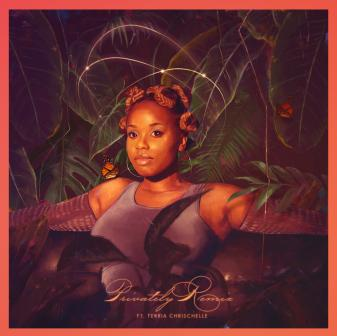 Privately Remix
FT. TERRIA CHRISCHELLE